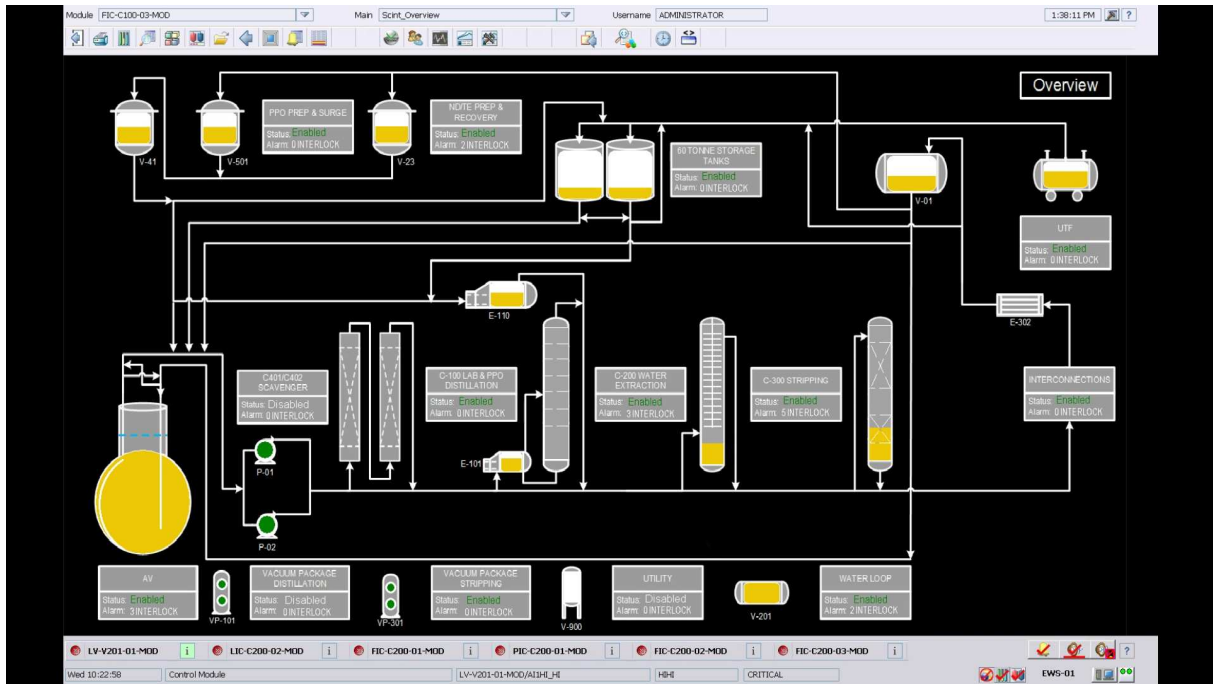 Module FIC-C100-03-MOD Main Scint_Overview Username ADMINISTRATOR 1:38:11 PM ?
Overview
PPO PREP & SURGE
Status: Enabled
Alarm: 0 INTERLOCK
NDITE PREP &
RECOVERY
Status: Enabled
Alarm: 2 INTERLOCK
V-41
V-501
V-23
60 TONNE STORAGE
TANKS
Status: Enabled
Alarm: 0 INTERLOCK
V-01
UTF
Status: Enabled
Alarm: 0 INTERLOCK
E-110
E-302
C401/C402
SCAVENGER
Status: Disabled
Alarm: 0 INTERLOCK
C-100 LAB & PPO
DISTILLATION
Status: Enabled
Alarm: 0 INTERLOCK
C-200 WATER
EXTRACTION
Status: Enabled
Alarm: 3 INTERLOCK
C-300 STRIPPING
Status: Enabled
Alarm: 5 INTERLOCK
INTERCONNECTIONS
Status: Enabled
Alarm: 0 INTERLOCK
P-01
E-101
P-02
AV
Status: Enabled
Alarm: 3 INTERLOCK
VP-101
VACUUM PACKAGE
DISTILLATION
Status: Disabled
Alarm: 0 INTERLOCK
VP-301
VACUUM PACKAGE
STRIPPING
Status: Enabled
Alarm: 0 INTERLOCK
V-900
UTILITY
Status: Disabled
Alarm: 0 INTERLOCK
V-201
WATER LOOP
Status: Enabled
Alarm: 2 INTERLOCK
LV-V201-01-MOD i LIC-C200-02-MOD i FIC-C200-01-MOD i PIC-C200-01-MOD i FIC-C200-02-MOD i FIC-C200-03-MOD i ?
Wed 10:22:58 Control Module LV-V201-01-MOD/AI1HI_HI HIHI CRITICAL EWS-01